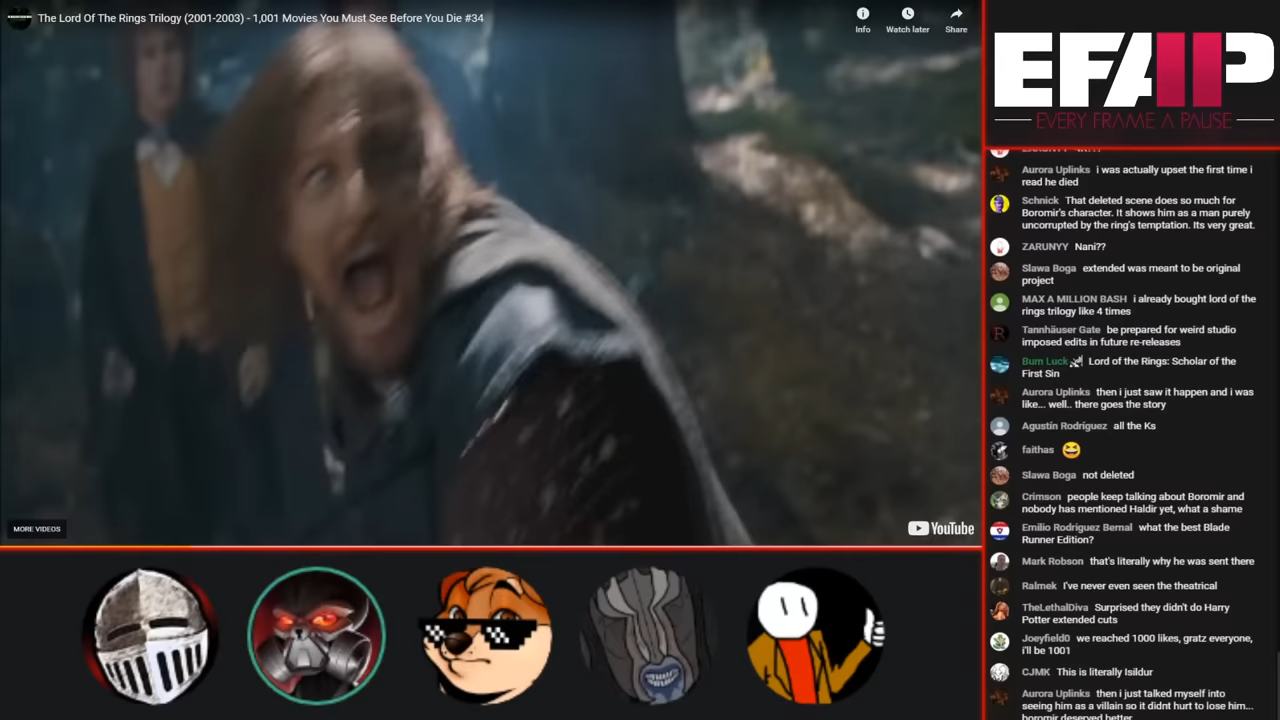 The Lord Of The Rings Trilogy (2001-2003) - 1,001 Movies You Must See Before You Die #34
Info
Watch later
Share
MORE VIDEOS
YouTube
EFAP
EVERY FRAME A PAUSE
Aurora Uplinks i was actually upset the first time i
read he died
Schnick That deleted scene does so much for
Boromir's character. It shows him as a man purely
uncorrupted by the ring's temptation. Its very great.
ZARUNYY Nani??
Slawa Boga extended was meant to be original
project
MAX A MILLION BASH i already bought lord of the
rings trilogy like 4 times
Tannhäuser Gate be prepared for weird studio
imposed edits in future re-releases
Bum Luck Lord of the Rings: Scholar of the
First Sin
Aurora Uplinks then i just saw it happen and i was
like... well.. there goes the story
Agustín Rodríguez all the Ks
faithas
Slawa Boga not deleted
Crimson people keep talking about Boromir and
nobody has mentioned Haldir yet, what a shame
Emilio Rodriguez Bernal what the best Blade
Runner Edition?
Mark Robson that's literally why he was sent there
Ralmek I've never even seen the theatrical
TheLethalDiva Surprised they didn't do Harry
Potter extended cuts
Joeyfield0 we reached 1000 likes, gratz everyone,
i'll be 1001
CJMK This is literally Isildur
Aurora Uplinks then i just talked myself into
seeing him as a villain so it didnt hurt to lose him...
boromir deserved better